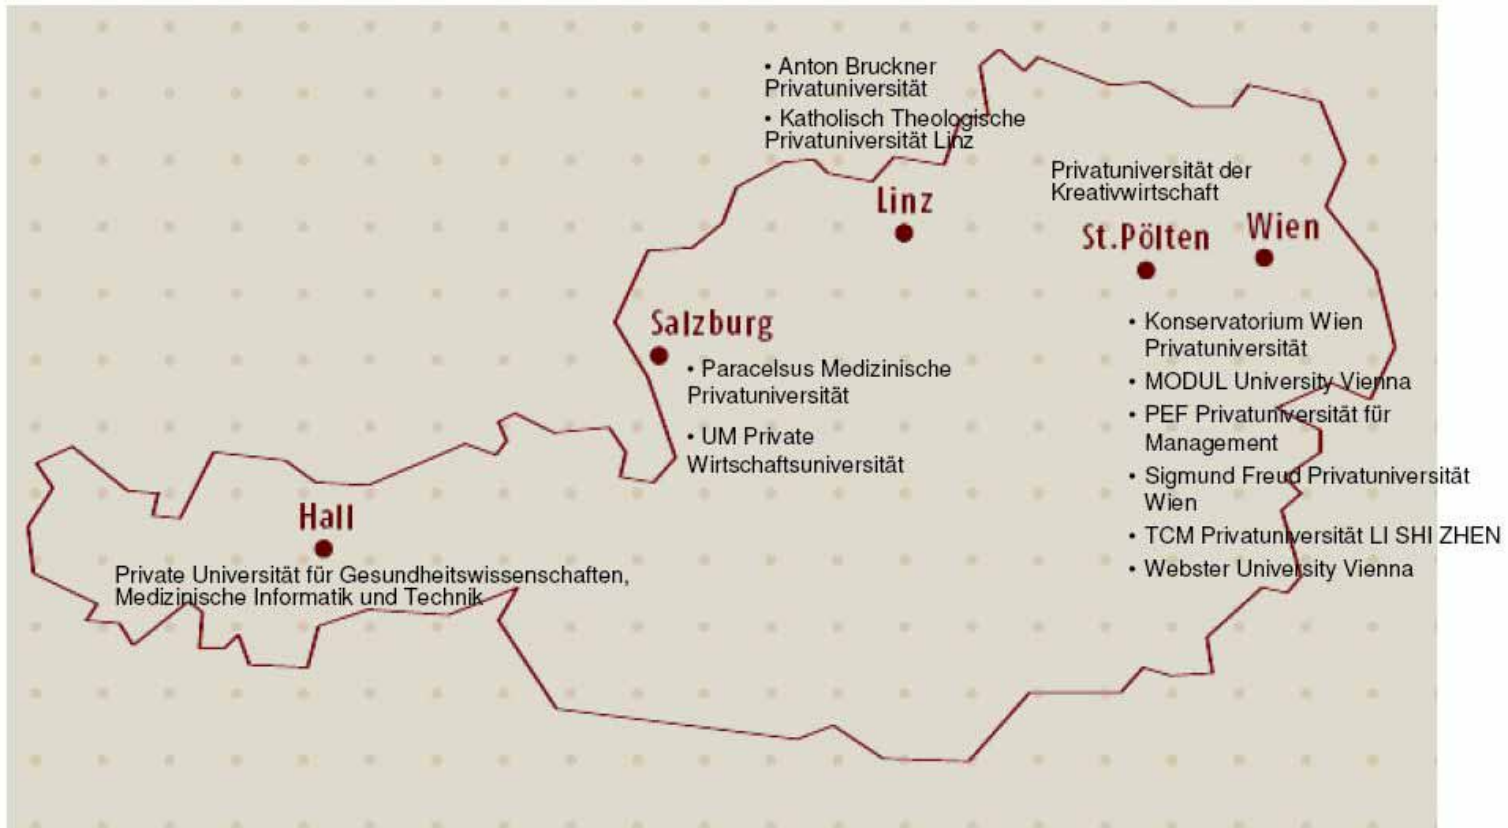 • Anton Bruckner
Privatuniversität
• Katholisch Theologische
Privatuniversität Linz
Linz
Privatuniversität der
Kreativwirtschaft
St.Pölten
Wien
• Konservatorium Wien
Privatuniversität
• MODUL University Vienna
• PEF Privatuniversität für
Management
• Sigmund Freud Privatuniversität
Wien
• TCM Privatuniversität LI SHI ZHEN
• Webster University Vienna
Salzburg
• Paracelsus Medizinische
Privatuniversität
• UM Private
Wirtschaftsuniversität
Hall
Private Universität für Gesundheitswissenschaften,
Medizinische Informatik und Technik